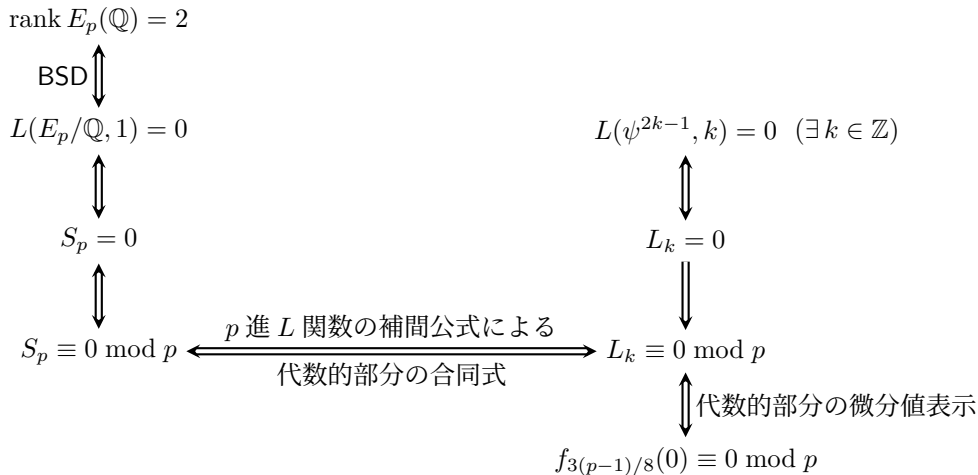 rank E_p(ℚ) = 2
BSD
L(E_p/ℚ, 1) = 0
L(ψ^{2k−1}, k) = 0 (∃ k ∈ ℤ)
S_p = 0
L_k = 0
p 進 L 関数の補間公式による
S_p ≡ 0 mod p
L_k ≡ 0 mod p
代数的部分の合同式
代数的部分の微分値表示
f_{3(p−1)/8}(0) ≡ 0 mod p